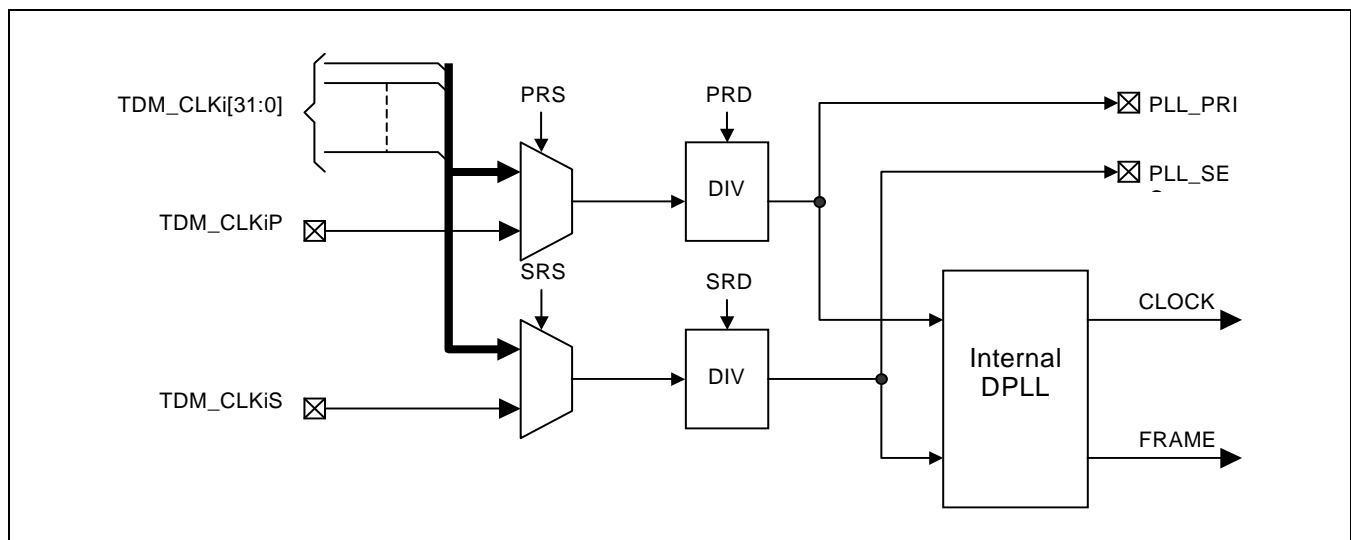 TDM_CLKi[31:0]
PRS
PRD
PLL_PRI
DIV
PLL_SE
TDM_CLKiP
SRS
SRD
CLOCK
DIV
Internal
DPLL
TDM_CLKiS
FRAME